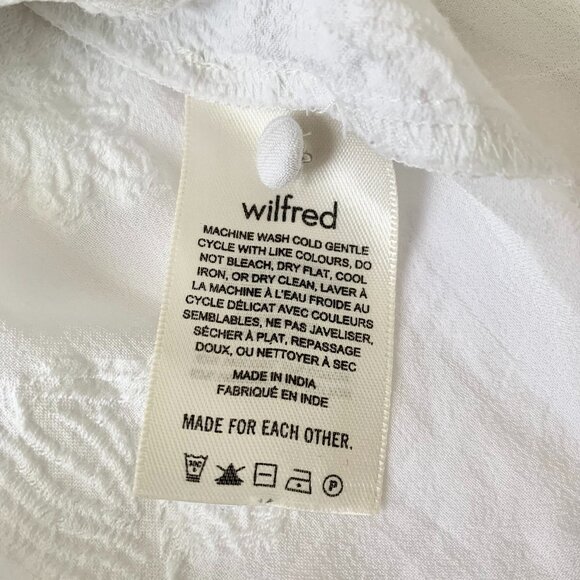 wilfred
MACHINE WASH COLD GENTLE
CYCLE WITH LIKE COLOURS, DO
NOT BLEACH, DRY FLAT, COOL
IRON, OR DRY CLEAN, LAVER À
LA MACHINE À L'EAU FROIDE AU
CYCLE DÉLICAT AVEC COULEURS
SEMBLABLES, NE PAS JAVELISER,
SÉCHER À PLAT, REPASSAGE
DOUX, OU NETTOYER À SEC
MADE IN INDIA
FABRIQUÉ EN INDE
MADE FOR EACH OTHER.
30C P